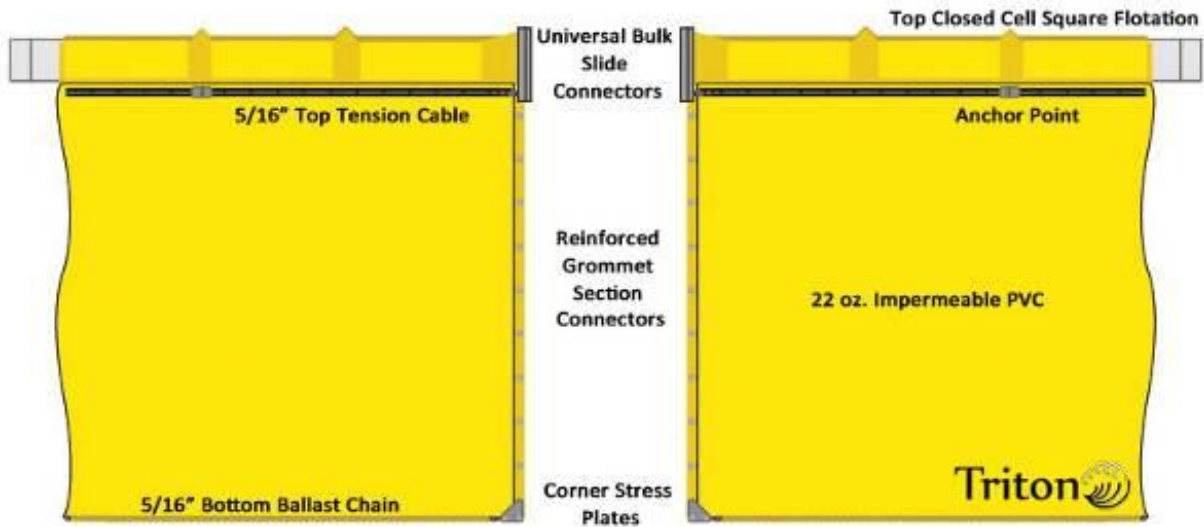 Top Closed Cell Square Flotation
Universal Bulk
Slide
Connectors
5/16" Top Tension Cable
Anchor Point
Reinforced
Grommet
Section
Connectors
22 oz. Impermeable PVC
5/16" Bottom Ballast Chain
Corner Stress
Plates
Triton